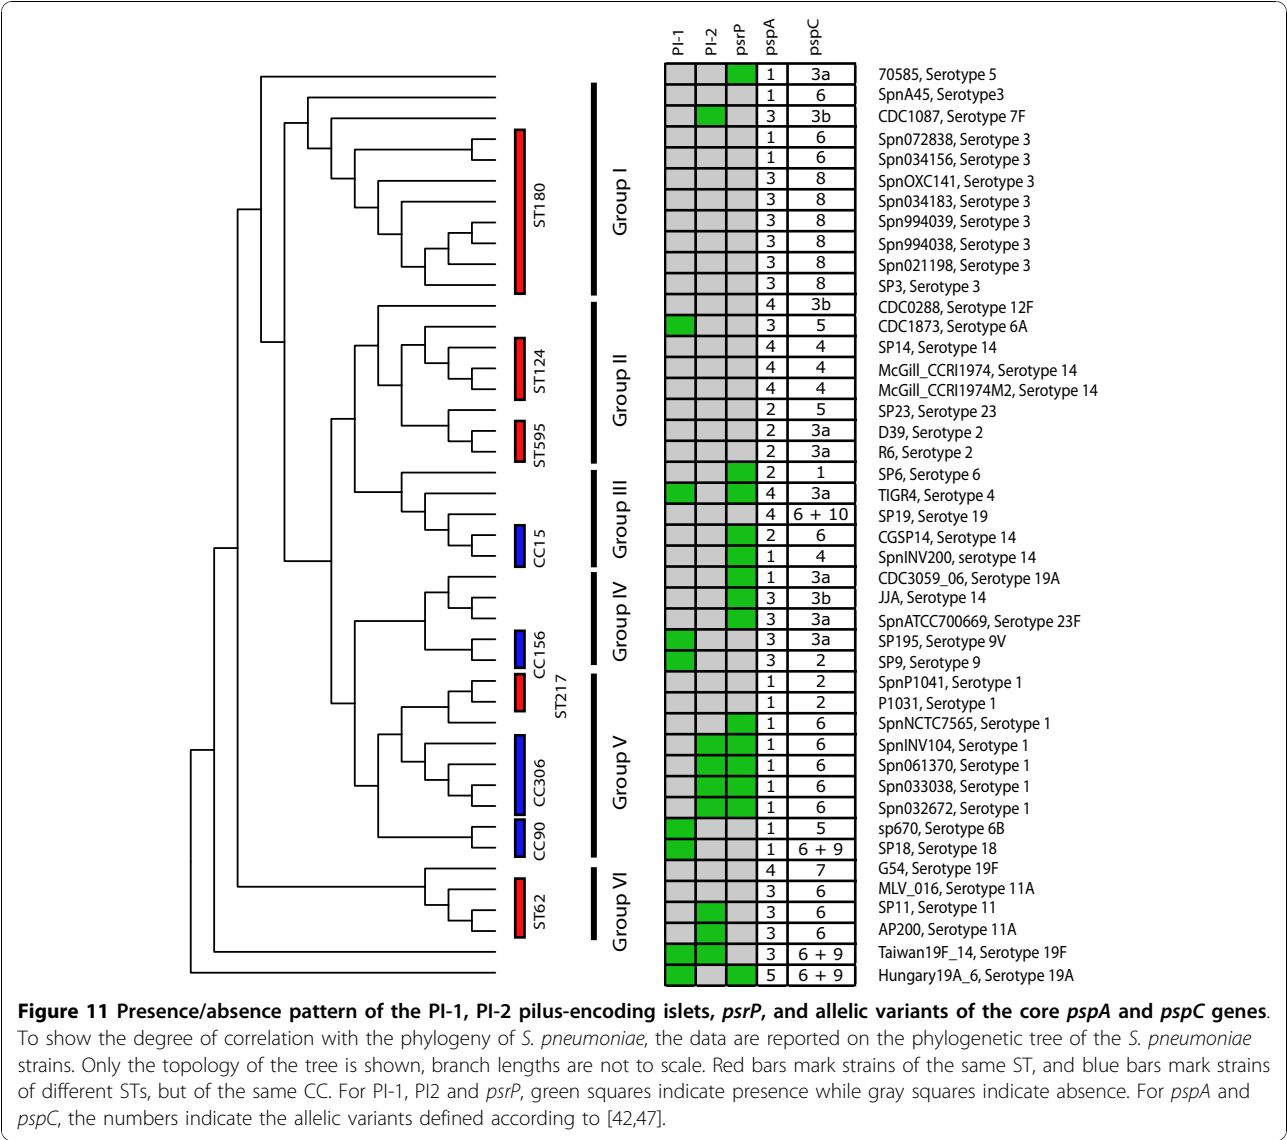 PI-1 PI-2 psrP pspA pspC
1 3a 70585, Serotype 5
1 6 SpnA45, Serotype3
3 3b CDC1087, Serotype 7F
1 6 Spn072838, Serotype 3
1 6 Spn034156, Serotype 3
3 8 SpnOXC141, Serotype 3
3 8 Spn034183, Serotype 3
3 8 Spn994039, Serotype 3
3 8 Spn994038, Serotype 3
3 8 Spn021198, Serotype 3
3 8 SP3, Serotype 3
ST180
Group I
4 3b CDC0288, Serotype 12F
3 5 CDC1873, Serotype 6A
4 4 SP14, Serotype 14
4 4 McGill_CCRI1974, Serotype 14
4 4 McGill_CCRI1974M2, Serotype 14
2 5 SP23, Serotype 23
2 3a D39, Serotype 2
2 3a R6, Serotype 2
ST124
ST595
Group II
2 1 SP6, Serotype 6
4 3a TIGR4, Serotype 4
4 6 + 10 SP19, Serotye 19
2 6 CGSP14, Serotype 14
1 4 SpnINV200, serotype 14
CC15
Group III
1 3a CDC3059_06, Serotype 19A
3 3b JJA, Serotype 14
3 3a SpnATCC700669, Serotype 23F
3 3a SP195, Serotype 9V
3 2 SP9, Serotype 9
CC156
Group IV
1 2 SpnP1041, Serotype 1
1 2 P1031, Serotype 1
1 6 SpnNCTC7565, Serotype 1
1 6 SpnINV104, Serotype 1
1 6 Spn061370, Serotype 1
1 6 Spn033038, Serotype 1
1 6 Spn032672, Serotype 1
1 5 sp670, Serotype 6B
1 6 + 9 SP18, Serotype 18
ST217
CC306
CC90
Group V
4 7 G54, Serotype 19F
3 6 MLV_016, Serotype 11A
3 6 SP11, Serotype 11
3 6 AP200, Serotype 11A
ST62
Group VI
3 6 + 9 Taiwan19F_14, Serotype 19F
5 6 + 9 Hungary19A_6, Serotype 19A
Figure 11 Presence/absence pattern of the PI-1, PI-2 pilus-encoding islets, psrP, and allelic variants of the core pspA and pspC genes.
To show the degree of correlation with the phylogeny of S. pneumoniae, the data are reported on the phylogenetic tree of the S. pneumoniae
strains. Only the topology of the tree is shown, branch lengths are not to scale. Red bars mark strains of the same ST, and blue bars mark strains
of different STs, but of the same CC. For PI-1, PI2 and psrP, green squares indicate presence while gray squares indicate absence. For pspA and
pspC, the numbers indicate the allelic variants defined according to [42,47].